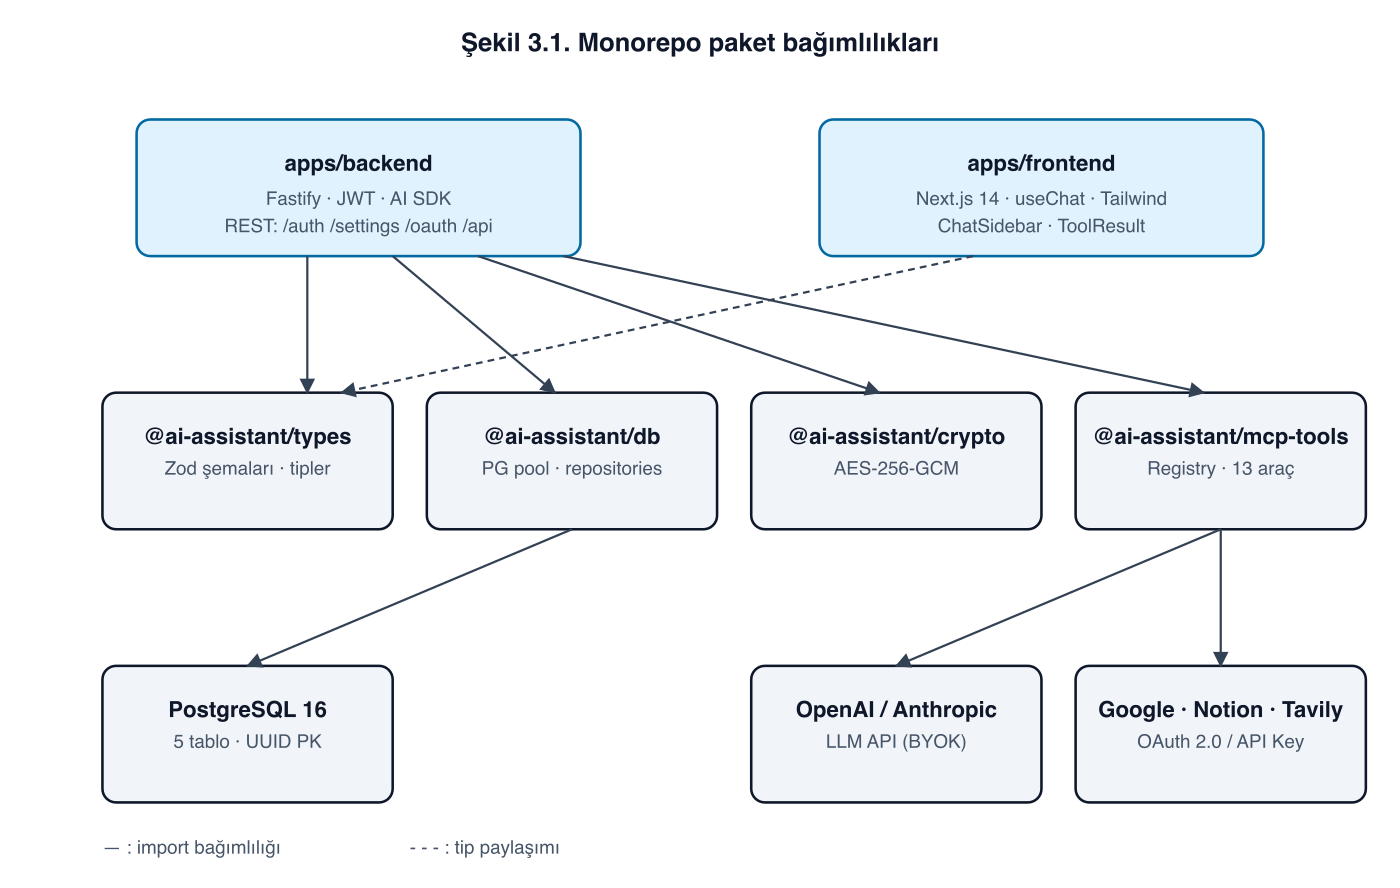 Şekil 3.1. Monorepo paket bağımlılıkları
apps/backend
Fastify · JWT · AI SDK
REST: /auth /settings /oauth /api
apps/frontend
Next.js 14 · useChat · Tailwind
ChatSidebar · ToolResult
@ai-assistant/types
Zod şemaları · tipler
@ai-assistant/db
PG pool · repositories
@ai-assistant/crypto
AES-256-GCM
@ai-assistant/mcp-tools
Registry · 13 araç
PostgreSQL 16
5 tablo · UUID PK
OpenAI / Anthropic
LLM API (BYOK)
Google · Notion · Tavily
OAuth 2.0 / API Key
— : import bağımlılığı
- - - : tip paylaşımı